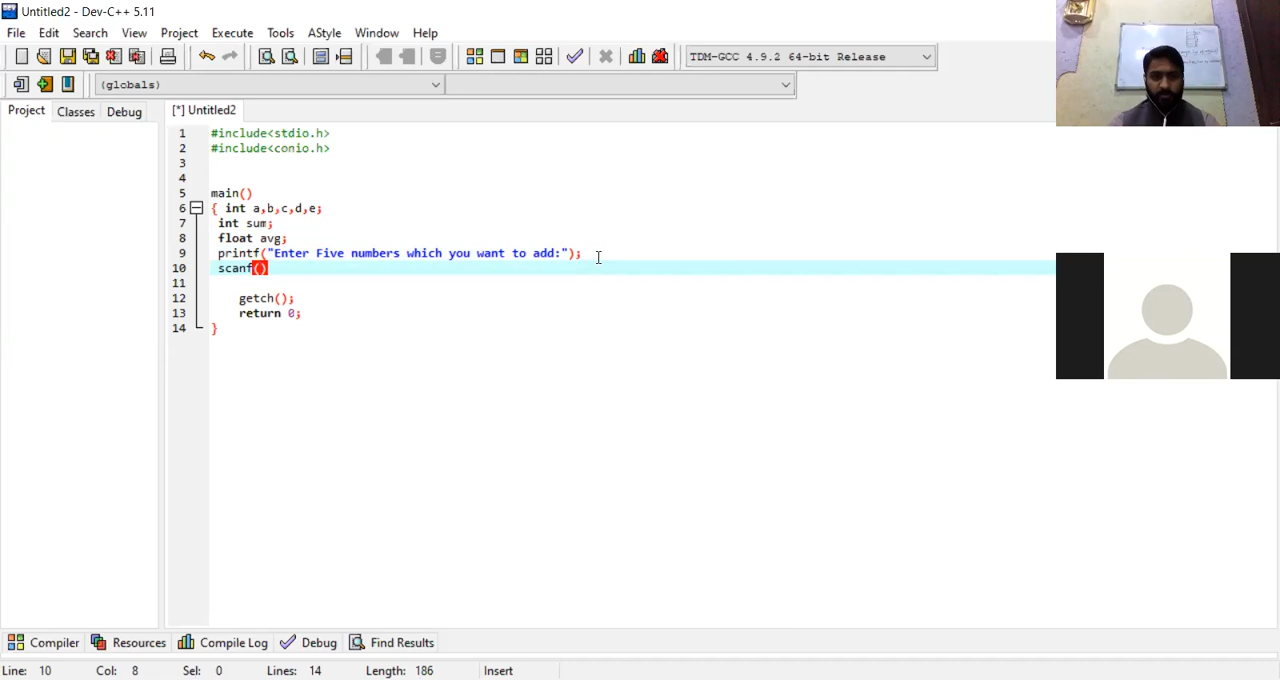 Untitled2 - Dev-C++ 5.11
File Edit Search View Project Execute Tools AStyle Window Help
TDM-GCC 4.9.2 64-bit Release
(globals)
Project Classes Debug [*] Untitled2
1 #include<stdio.h>
2 #include<conio.h>
3
4
5 main()
6 { int a,b,c,d,e;
7 int sum;
8 float avg;
9 printf("Enter Five numbers which you want to add:");
10 scanf()
11
12 getch();
13 return 0;
14 }
Compiler Resources Compile Log Debug Find Results
Line: 10 Col: 8 Sel: 0 Lines: 14 Length: 186 Insert